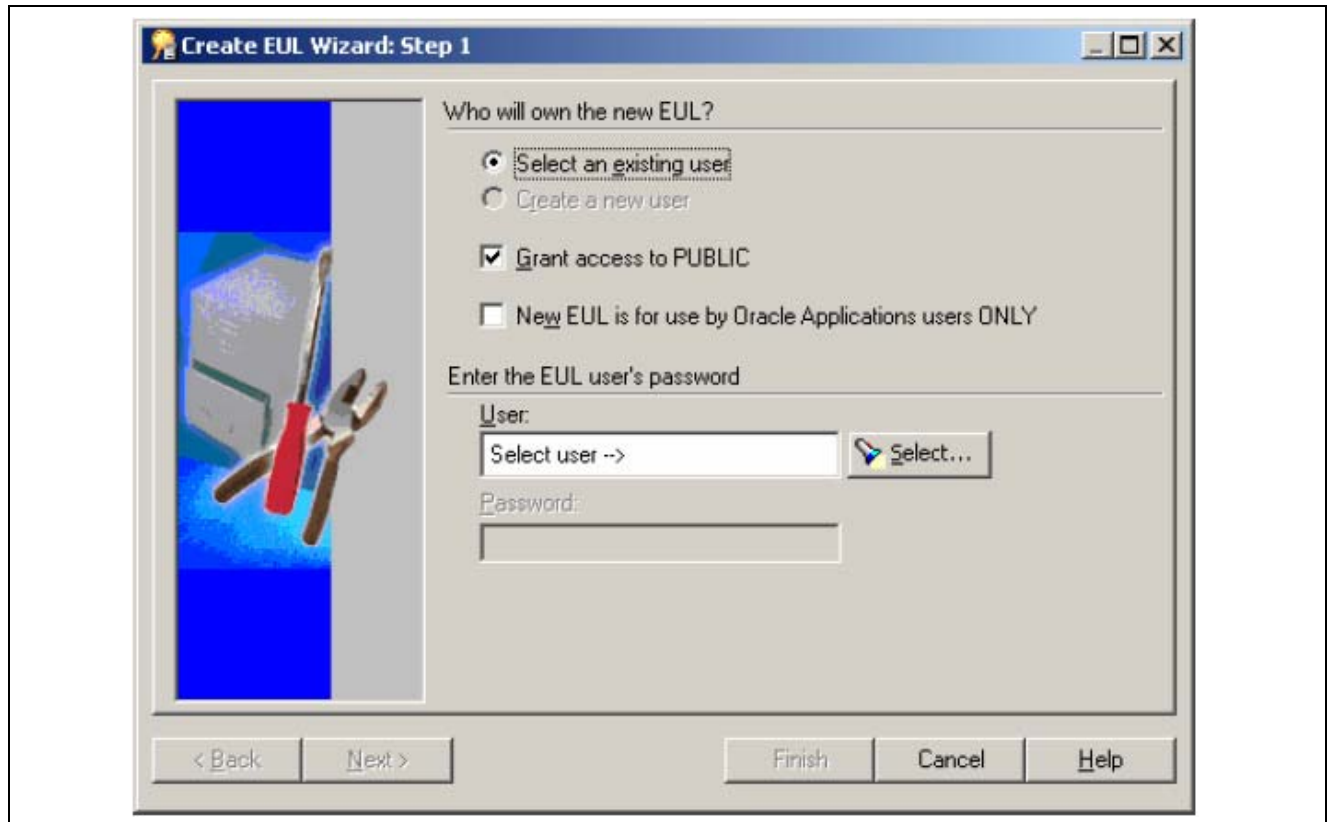 Create EUL Wizard: Step 1
Who will own the new EUL?
Select an existing user
Create a new user
Grant access to PUBLIC
New EUL is for use by Oracle Applications users ONLY
Enter the EUL user's password
User:
Select user -->
Select...
Password:
< Back
Next >
Finish
Cancel
Help